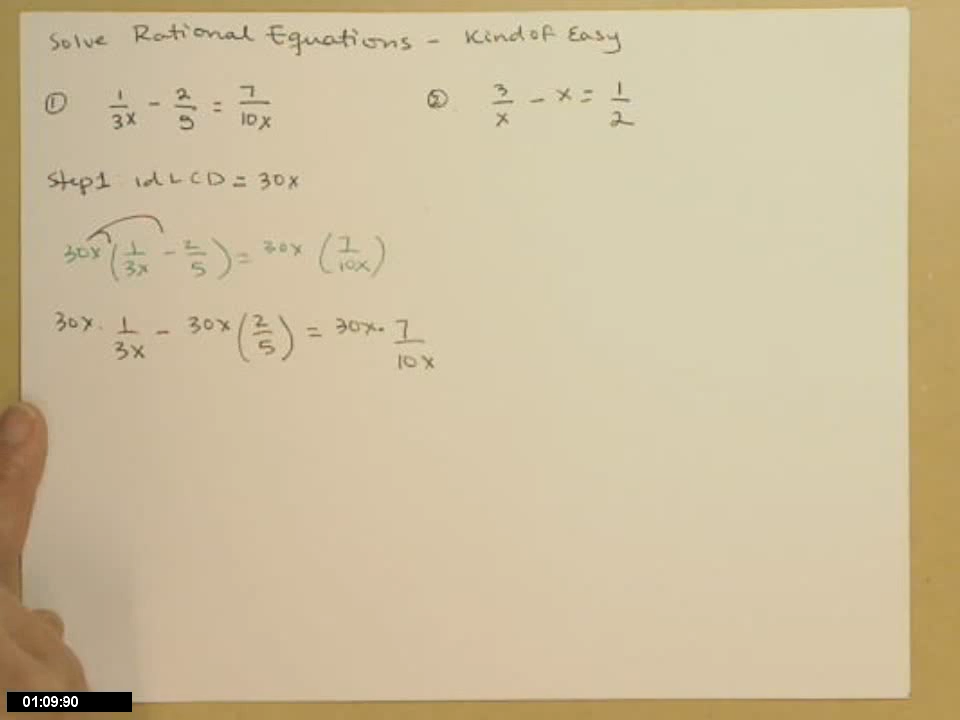 Solve Rational Equations - Kind of Easy
① 1/3x - 2/5 = 7/10x
② 3/x - x = 1/2
Step1: id LCD = 30x
30x (1/3x - 2/5) = 30x (7/10x)
30x · 1/3x - 30x (2/5) = 30x · 7/10x
01:09:90